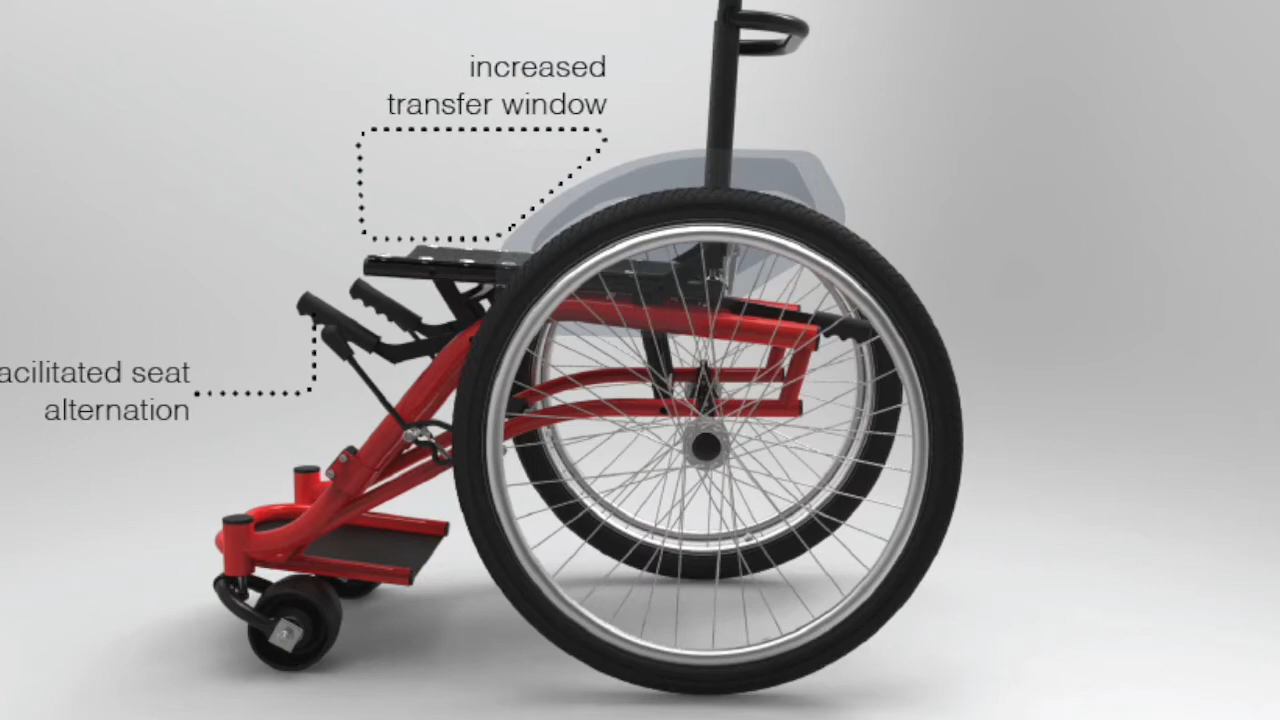 increased
transfer window
acilitated seat
alternation